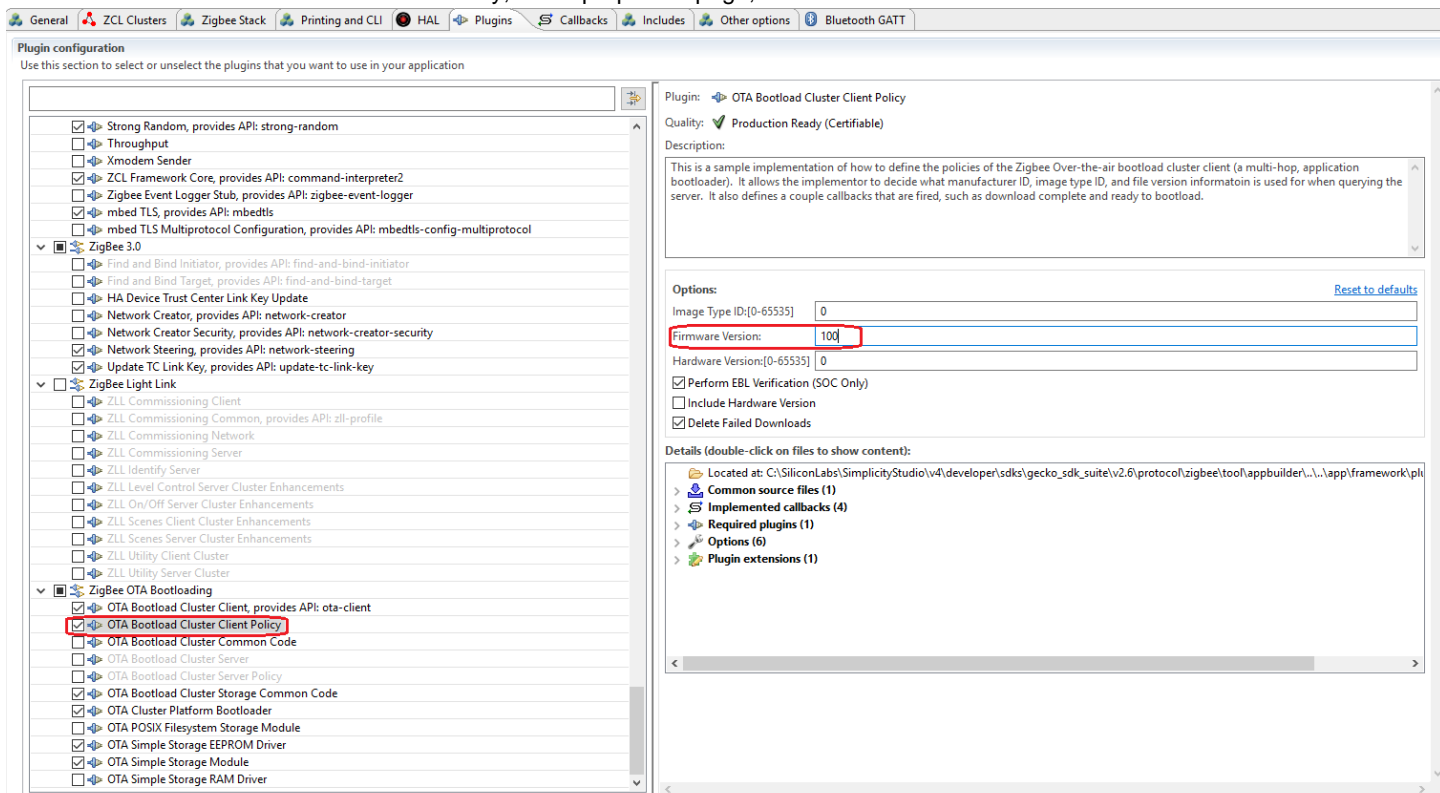 General ZCL Clusters Zigbee Stack Printing and CLI HAL Plugins Callbacks Includes Other options Bluetooth GATT
Plugin configuration
Use this section to select or unselect the plugins that you want to use in your application
Strong Random, provides API: strong-random
Throughput
Xmodem Sender
ZCL Framework Core, provides API: command-interpreter2
Zigbee Event Logger Stub, provides API: zigbee-event-logger
mbed TLS, provides API: mbedtls
mbed TLS Multiprotocol Configuration, provides API: mbedtls-config-multiprotocol
ZigBee 3.0
Find and Bind Initiator, provides API: find-and-bind-initiator
Find and Bind Target, provides API: find-and-bind-target
HA Device Trust Center Link Key Update
Network Creator, provides API: network-creator
Network Creator Security, provides API: network-creator-security
Network Steering, provides API: network-steering
Update TC Link Key, provides API: update-tc-link-key
ZigBee Light Link
ZLL Commissioning Client
ZLL Commissioning Common, provides API: zll-profile
ZLL Commissioning Network
ZLL Commissioning Server
ZLL Identify Server
ZLL Level Control Server Cluster Enhancements
ZLL On/Off Server Cluster Enhancements
ZLL Scenes Client Cluster Enhancements
ZLL Scenes Server Cluster Enhancements
ZLL Utility Client Cluster
ZLL Utility Server Cluster
ZigBee OTA Bootloading
OTA Bootload Cluster Client, provides API: ota-client
OTA Bootload Cluster Client Policy
OTA Bootload Cluster Common Code
OTA Bootload Cluster Server
OTA Bootload Cluster Server Policy
OTA Bootload Cluster Storage Common Code
OTA Cluster Platform Bootloader
OTA POSIX Filesystem Storage Module
OTA Simple Storage EEPROM Driver
OTA Simple Storage Module
OTA Simple Storage RAM Driver
Plugin: OTA Bootload Cluster Client Policy
Quality: Production Ready (Certifiable)
Description:
This is a sample implementation of how to define the policies of the Zigbee Over-the-air bootload cluster client (a multi-hop, application
bootloader). It allows the implementor to decide what manufacturer ID, image type ID, and file version informatoin is used for when querying the
server. It also defines a couple callbacks that are fired, such as download complete and ready to bootload.
Options: Reset to defaults
Image Type ID:[0-65535] 0
Firmware Version: 100
Hardware Version:[0-65535] 0
Perform EBL Verification (SOC Only)
Include Hardware Version
Delete Failed Downloads
Details (double-click on files to show content):
Located at: C:\SiliconLabs\SimplicityStudio\v4\developer\sdks\gecko_sdk_suite\v2.6\protocol\zigbee\tool\appbuilder\..\..\app\framework\plu
Common source files (1)
Implemented callbacks (4)
Required plugins (1)
Options (6)
Plugin extensions (1)